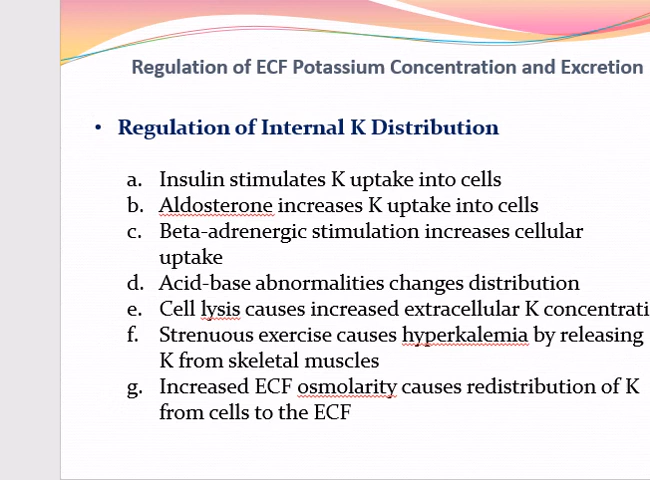 Regulation of ECF Potassium Concentration and Excretion
• Regulation of Internal K Distribution
a. Insulin stimulates K uptake into cells
b. Aldosterone increases K uptake into cells
c. Beta-adrenergic stimulation increases cellular
uptake
d. Acid-base abnormalities changes distribution
e. Cell lysis causes increased extracellular K concentrati
f. Strenuous exercise causes hyperkalemia by releasing
K from skeletal muscles
g. Increased ECF osmolarity causes redistribution of K
from cells to the ECF